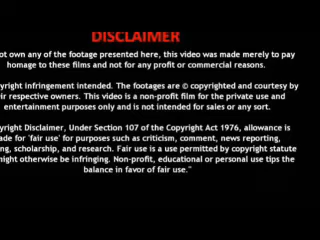 DISCLAIMER
ot own any of the footage presented here, this video was made merely to pay
homage to these films and not for any profit or commercial reasons.
yright infringement intended. The footages are © copyrighted and courtesy by
ir respective owners. This video is a non-profit film for the private use and
entertainment purposes only and is not intended for sales or any sort.
yright Disclaimer, Under Section 107 of the Copyright Act 1976, allowance is
ade for 'fair use' for purposes such as criticism, comment, news reporting,
ing, scholarship, and research. Fair use is a use permitted by copyright statute
might otherwise be infringing. Non-profit, educational or personal use tips the
balance in favor of fair use."